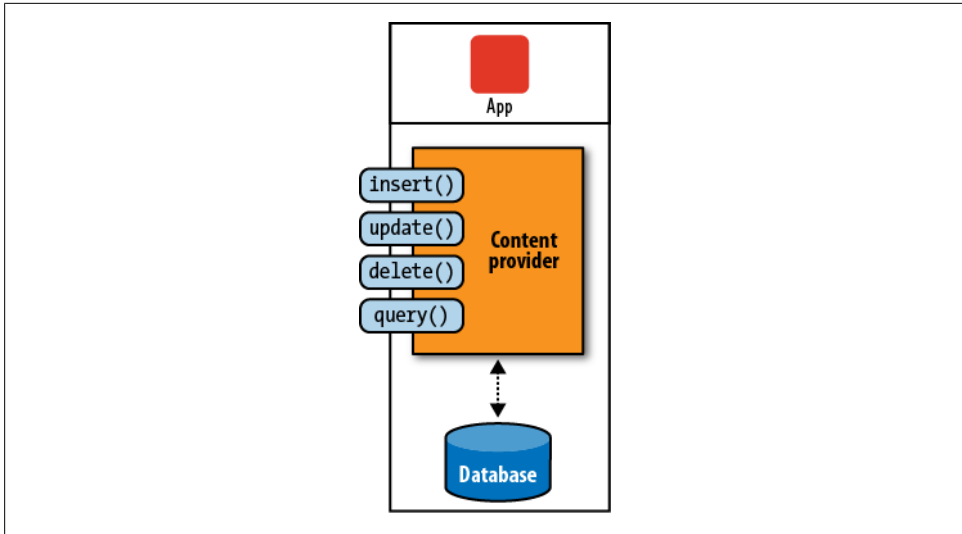 App
insert()
update()
delete()
query()
Content
provider
Database